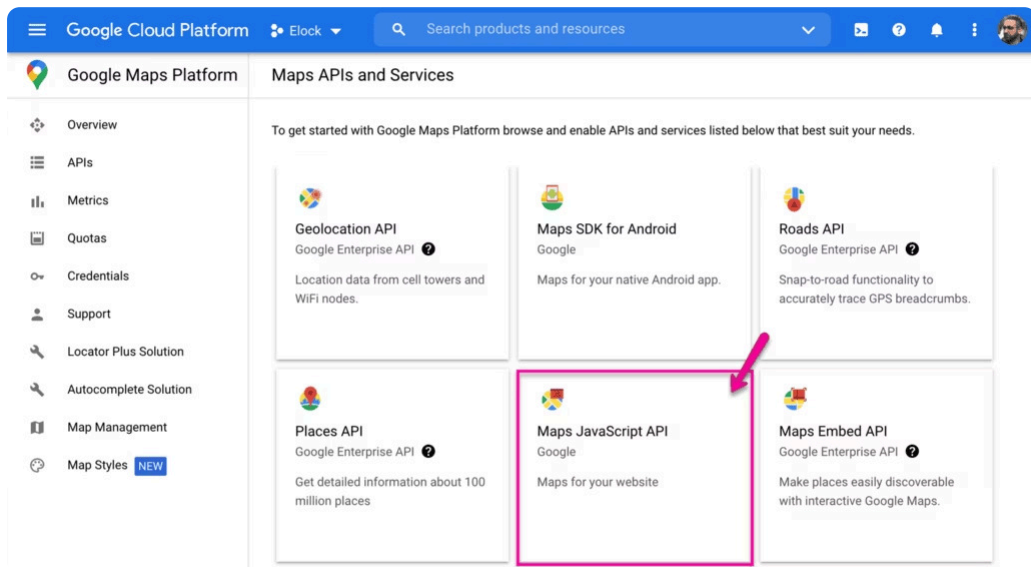 Google Cloud Platform
Elock
Search products and resources
Google Maps Platform
Maps APIs and Services
Overview
APIs
Metrics
Quotas
Credentials
Support
Locator Plus Solution
Autocomplete Solution
Map Management
Map Styles NEW
To get started with Google Maps Platform browse and enable APIs and services listed below that best suit your needs.
Geolocation API
Google Enterprise API
Location data from cell towers and
WiFi nodes.
Maps SDK for Android
Google
Maps for your native Android app.
Roads API
Google Enterprise API
Snap-to-road functionality to
accurately trace GPS breadcrumbs.
Places API
Google Enterprise API
Get detailed information about 100
million places
Maps JavaScript API
Google
Maps for your website
Maps Embed API
Google Enterprise API
Make places easily discoverable
with interactive Google Maps.